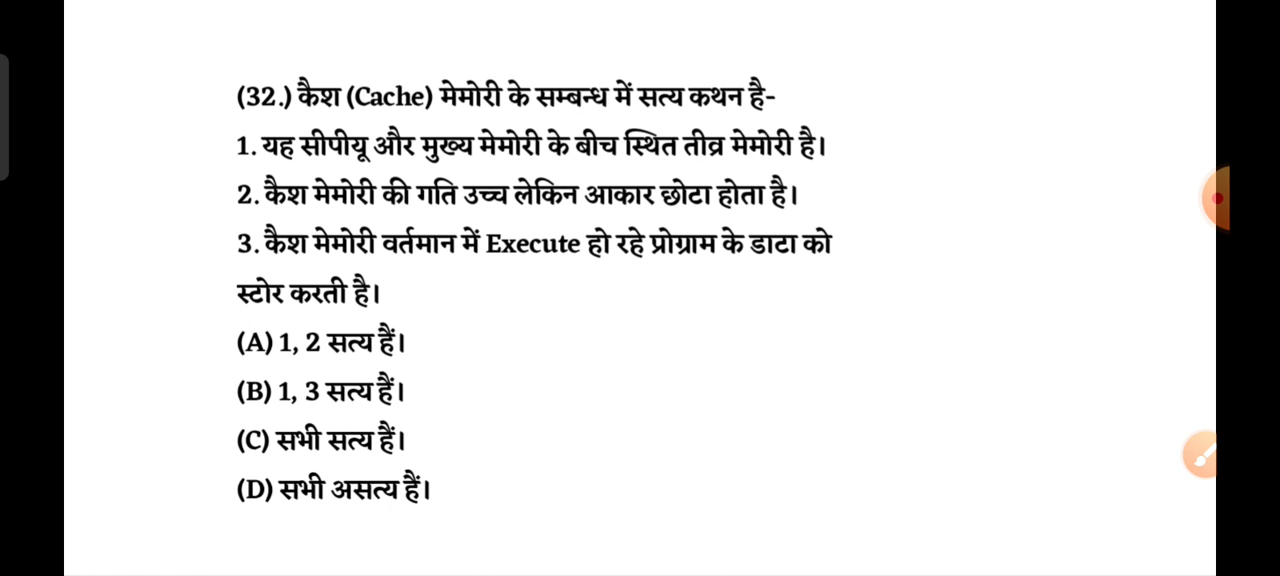 (32.) कैश (Cache) मेमोरी के सम्बन्ध में सत्य कथन है-
1. यह सीपीयू और मुख्य मेमोरी के बीच स्थित तीव्र मेमोरी है।
2. कैश मेमोरी की गति उच्च लेकिन आकार छोटा होता है।
3. कैश मेमोरी वर्तमान में Execute हो रहे प्रोग्राम के डाटा को
स्टोर करती है।
(A) 1, 2 सत्य हैं।
(B) 1, 3 सत्य हैं।
(C) सभी सत्य हैं।
(D) सभी असत्य हैं।